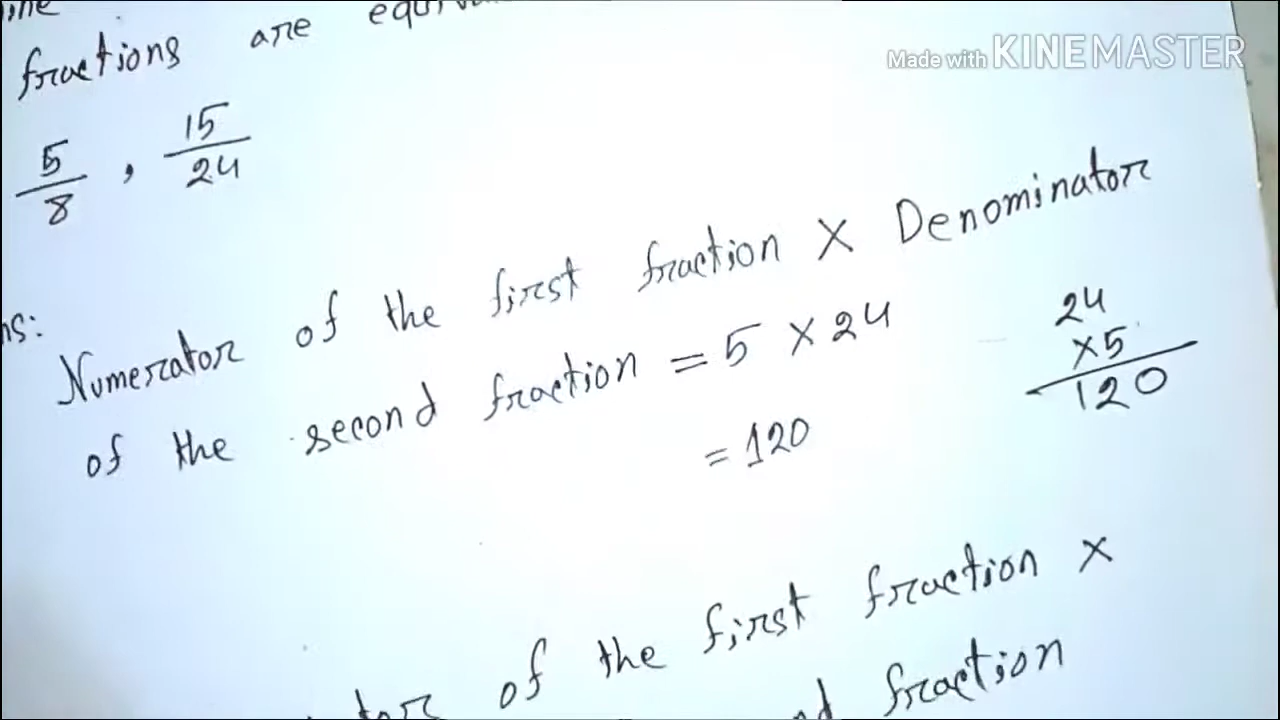 Made with KINEMASTER
fractions are
5/8 , 15/24
Numerator of the first fraction × Denominator
of the second fraction = 5 × 24
= 120
24
×5
120
of the first fraction ×
fraction